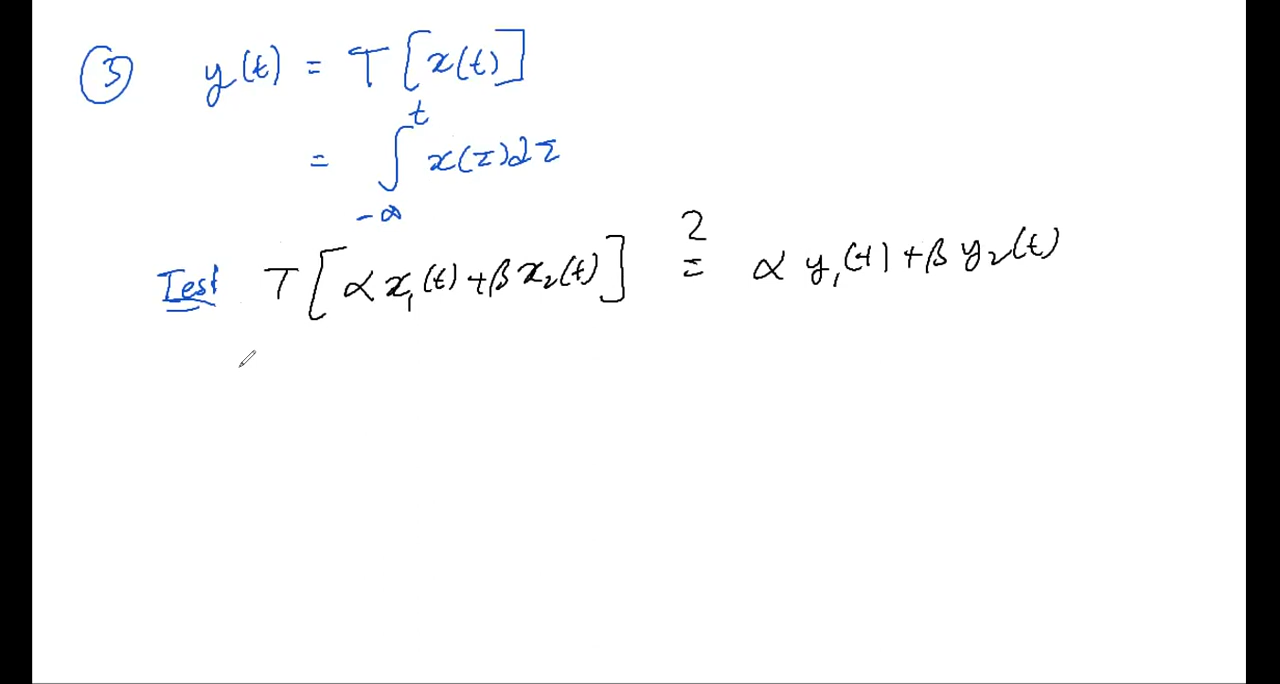 ③ y(t) = T[x(t)]
= ∫_{-∞}^{t} x(τ)dτ
Test T[αx₁(t)+βx₂(t)] ≟ αy₁(t)+βy₂(t)